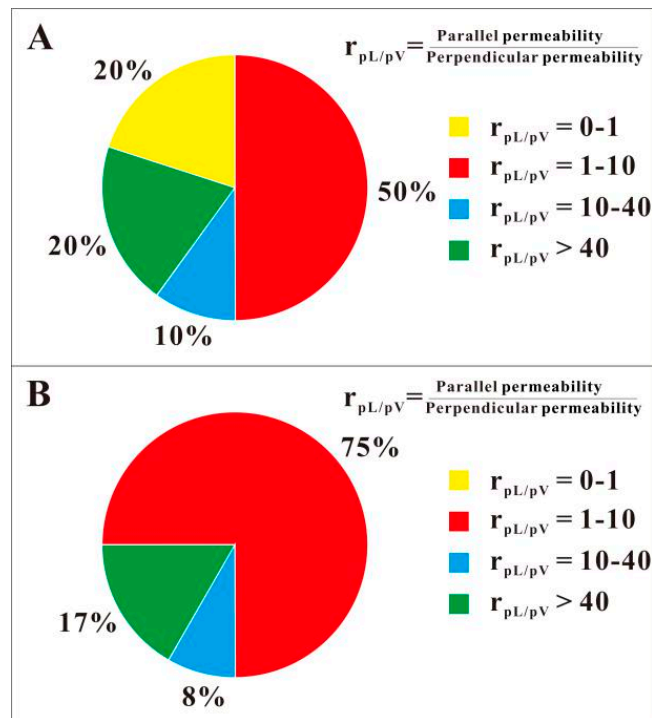 A
r_pL/pV = Parallel permeability
Perpendicular permeability
20%
r_pL/pV = 0-1
r_pL/pV = 1-10
50%
r_pL/pV = 10-40
20%
r_pL/pV > 40
10%
B
r_pL/pV = Parallel permeability
Perpendicular permeability
75%
r_pL/pV = 0-1
r_pL/pV = 1-10
r_pL/pV = 10-40
r_pL/pV > 40
17%
8%